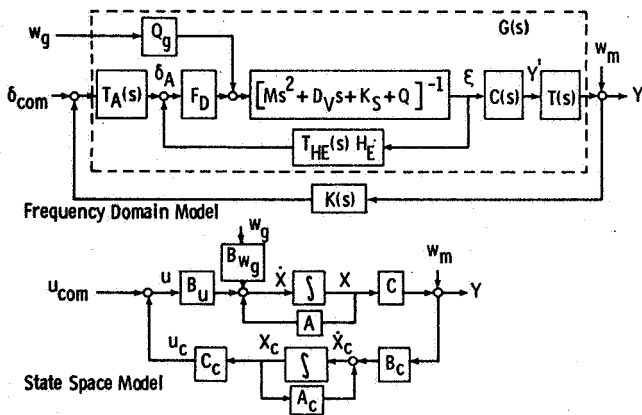 w_g
Q_g
G(s)
w_m
δ_com
T_A(s)
δ_A
F_D
[Ms² + D_V s + K_S + Q]⁻¹
ξ
C(s)
Y'
T(s)
Y
T_HE(s) H_E
K(s)
Frequency Domain Model
w_g
B_w_g
w_m
u_com
u
B_u
Ẋ
∫
X
C
Y
A
u_c
C_c
X_c
∫
Ẋ_c
B_c
A_c
State Space Model